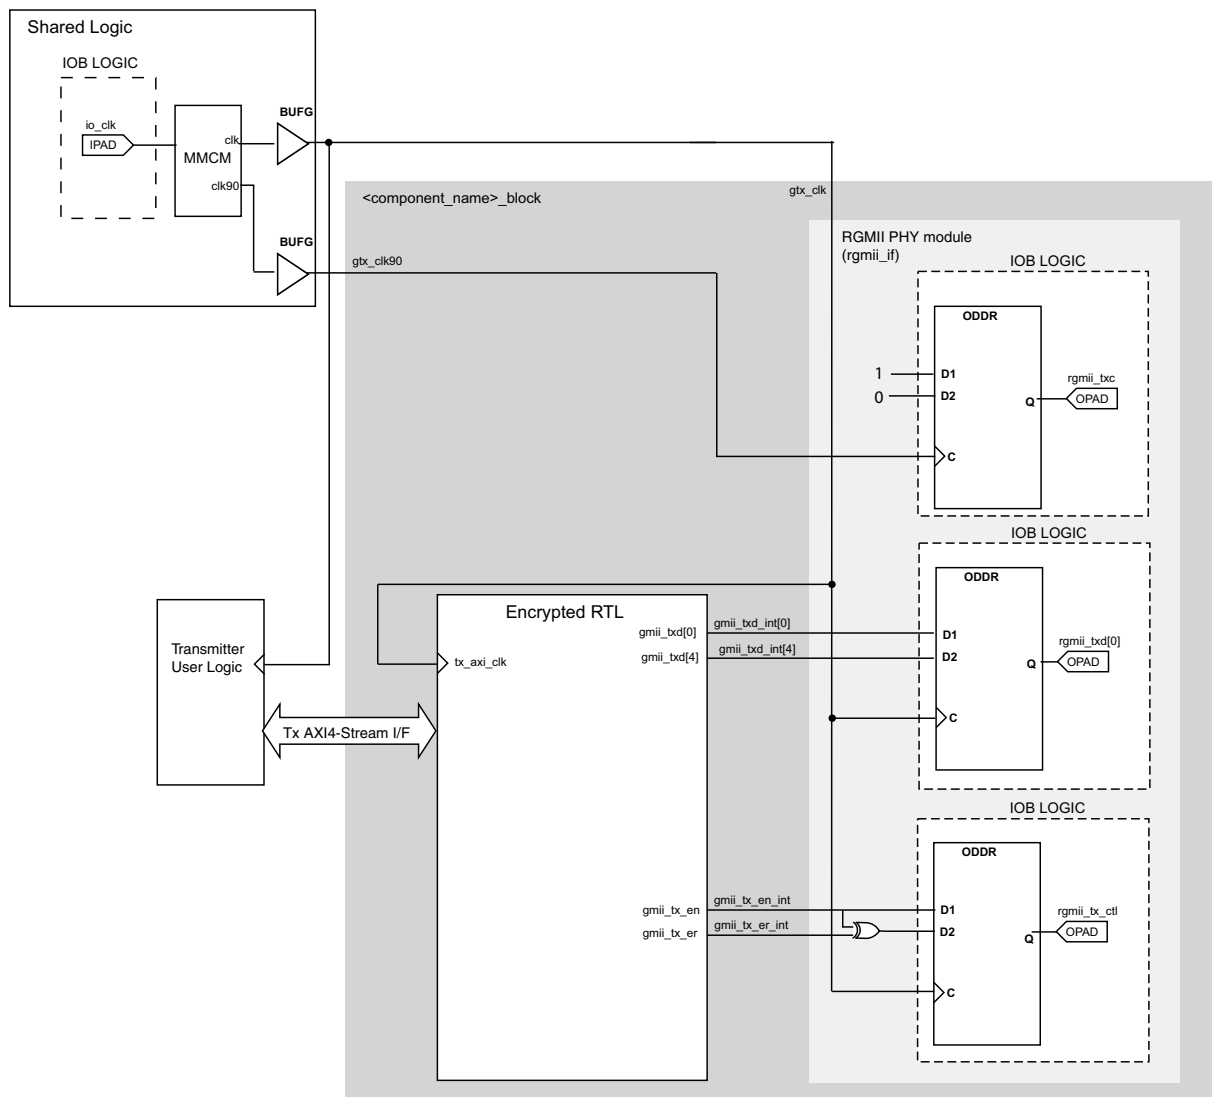 Shared Logic
IOB LOGIC
io_clk
IPAD
MMCM
clk
clk90
BUFG
BUFG
gtx_clk90
<component_name>_block
gtx_clk
RGMII PHY module
(rgmii_if)
IOB LOGIC
ODDR
1
D1
0
D2
Q
C
rgmii_txc
OPAD
IOB LOGIC
ODDR
D1
D2
Q
C
rgmii_txd[0]
OPAD
Encrypted RTL
gmii_txd[0]
gmii_txd_int[0]
gmii_txd[4]
gmii_txd_int[4]
tx_axi_clk
Transmitter
User Logic
Tx AXI4-Stream I/F
gmii_tx_en
gmii_tx_en_int
gmii_tx_er
gmii_tx_er_int
IOB LOGIC
ODDR
D1
D2
Q
C
rgmii_tx_ctl
OPAD